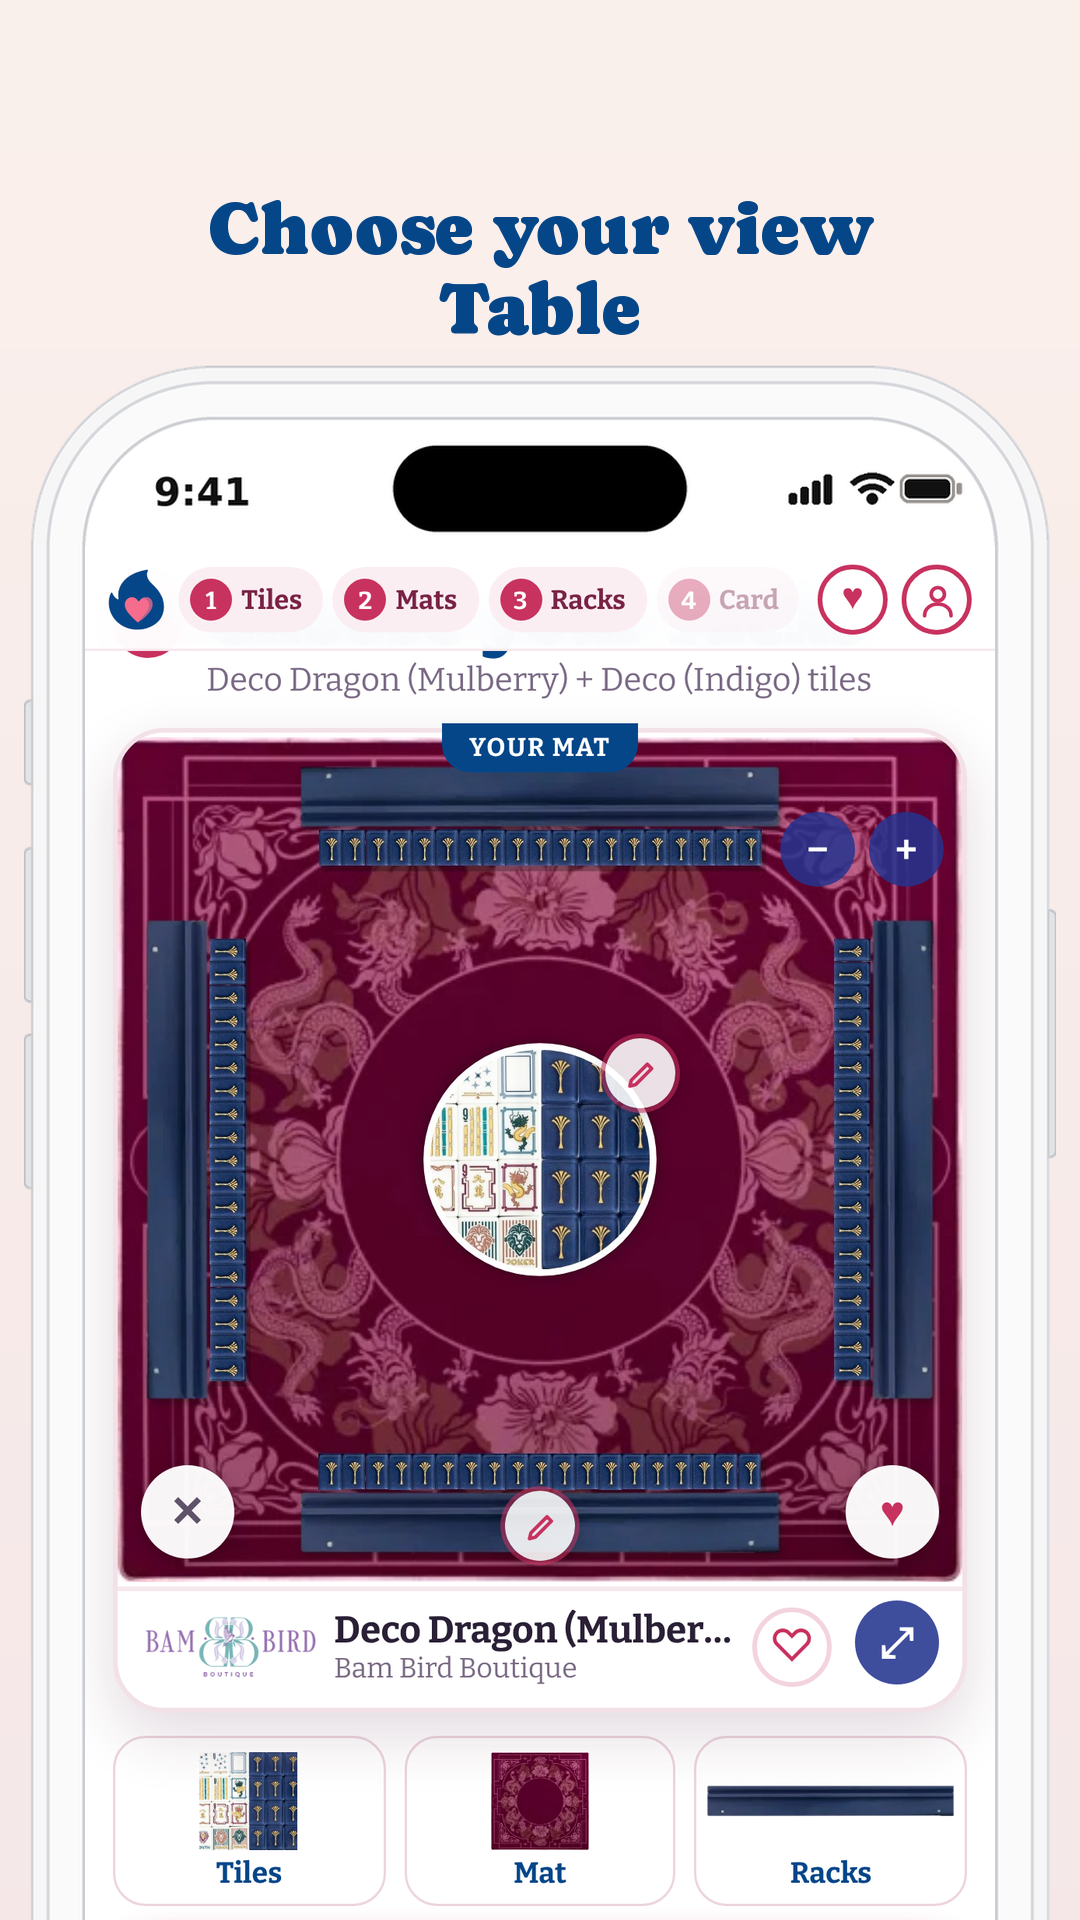 Choose your view
Table
9:41
1 Tiles
2 Mats
3 Racks
4 Card
Deco Dragon (Mulberry) + Deco (Indigo) tiles
YOUR MAT
JOKER
BAM BIRD
BOUTIQUE
Deco Dragon (Mulber...
Bam Bird Boutique
Tiles
Mat
Racks